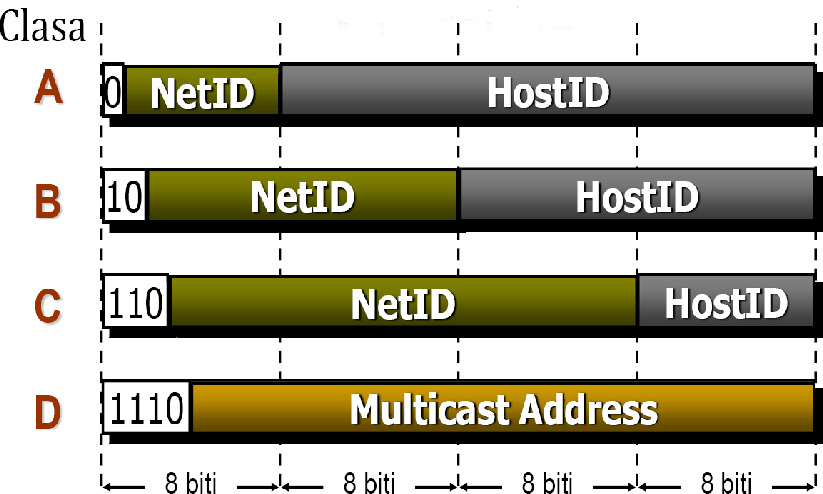 Clasa
A 0 NetID HostID
B 10 NetID HostID
C 110 NetID HostID
D 1110 Multicast Address
8 biti 8 biti 8 biti 8 biti